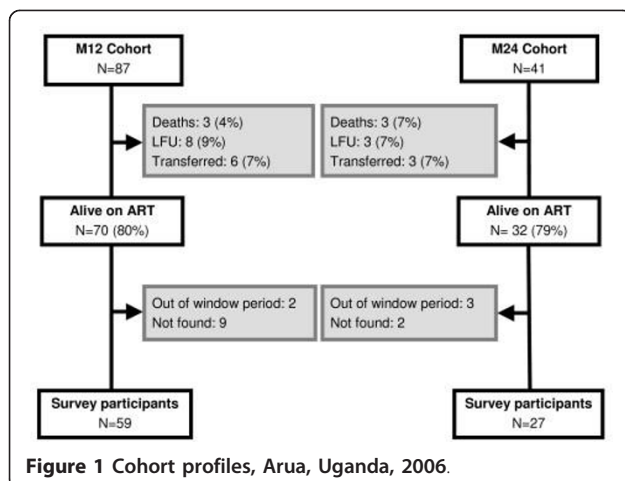 M12 Cohort
N=87
M24 Cohort
N=41
Deaths: 3 (4%)
LFU: 8 (9%)
Transferred: 6 (7%)
Deaths: 3 (7%)
LFU: 3 (7%)
Transferred: 3 (7%)
Alive on ART
N=70 (80%)
Alive on ART
N= 32 (79%)
Out of window period: 2
Not found: 9
Out of window period: 3
Not found: 2
Survey participants
N=59
Survey participants
N=27
Figure 1 Cohort profiles, Arua, Uganda, 2006.